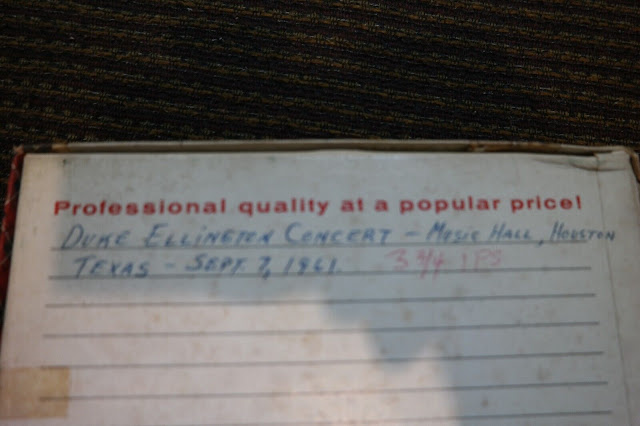 Professional quality at a popular price!
DUKE ELLINGTON CONCERT - MUSIC HALL, HOUSTON
TEXAS - SEPT. 7, 1961. 3 3/4 IPS